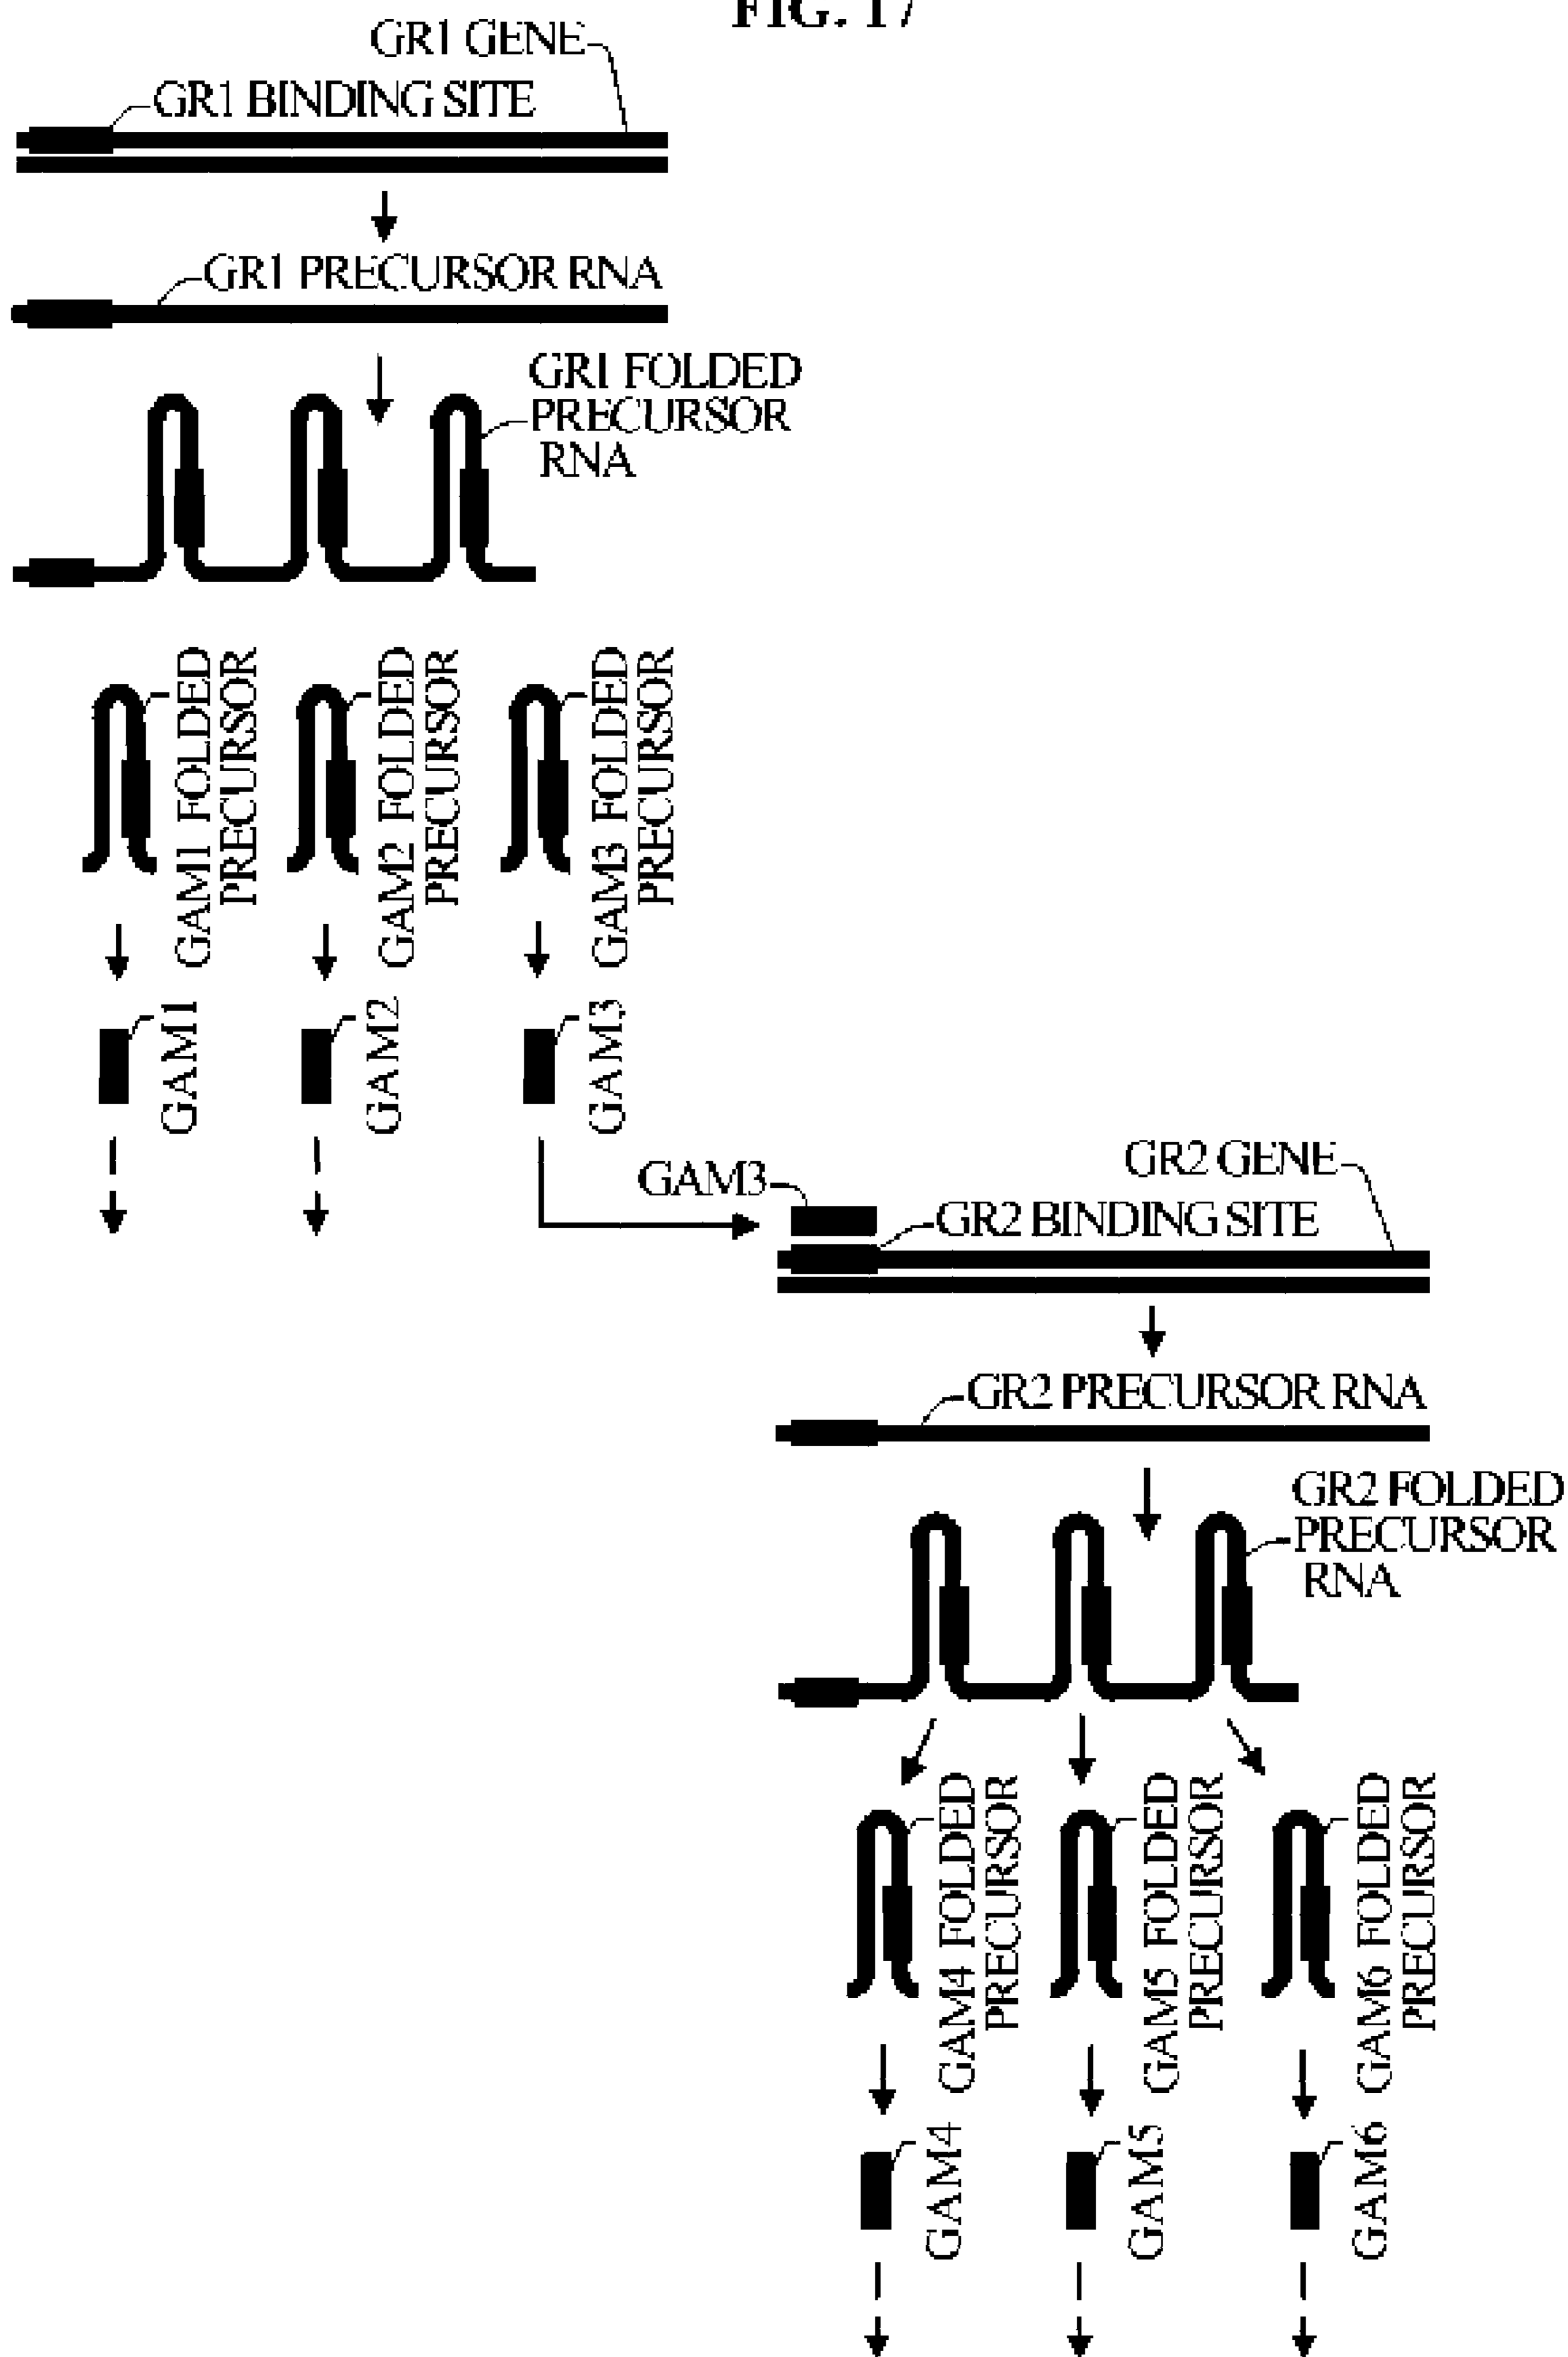 FIG. 17
GR1 GENE
GR1 BINDING SITE
GR1 PRECURSOR RNA
GR1 FOLDED
PRECURSOR
RNA
GAM1 FOLDED
PRECURSOR
GAM2 FOLDED
PRECURSOR
GAM3 FOLDED
PRECURSOR
GAM1
GAM2
GAM3
GAM3
GR2 GENE
GR2 BINDING SITE
GR2 PRECURSOR RNA
GR2 FOLDED
PRECURSOR
RNA
GAM4 FOLDED
PRECURSOR
GAM5 FOLDED
PRECURSOR
GAM6 FOLDED
PRECURSOR
GAM4
GAM5
GAM6